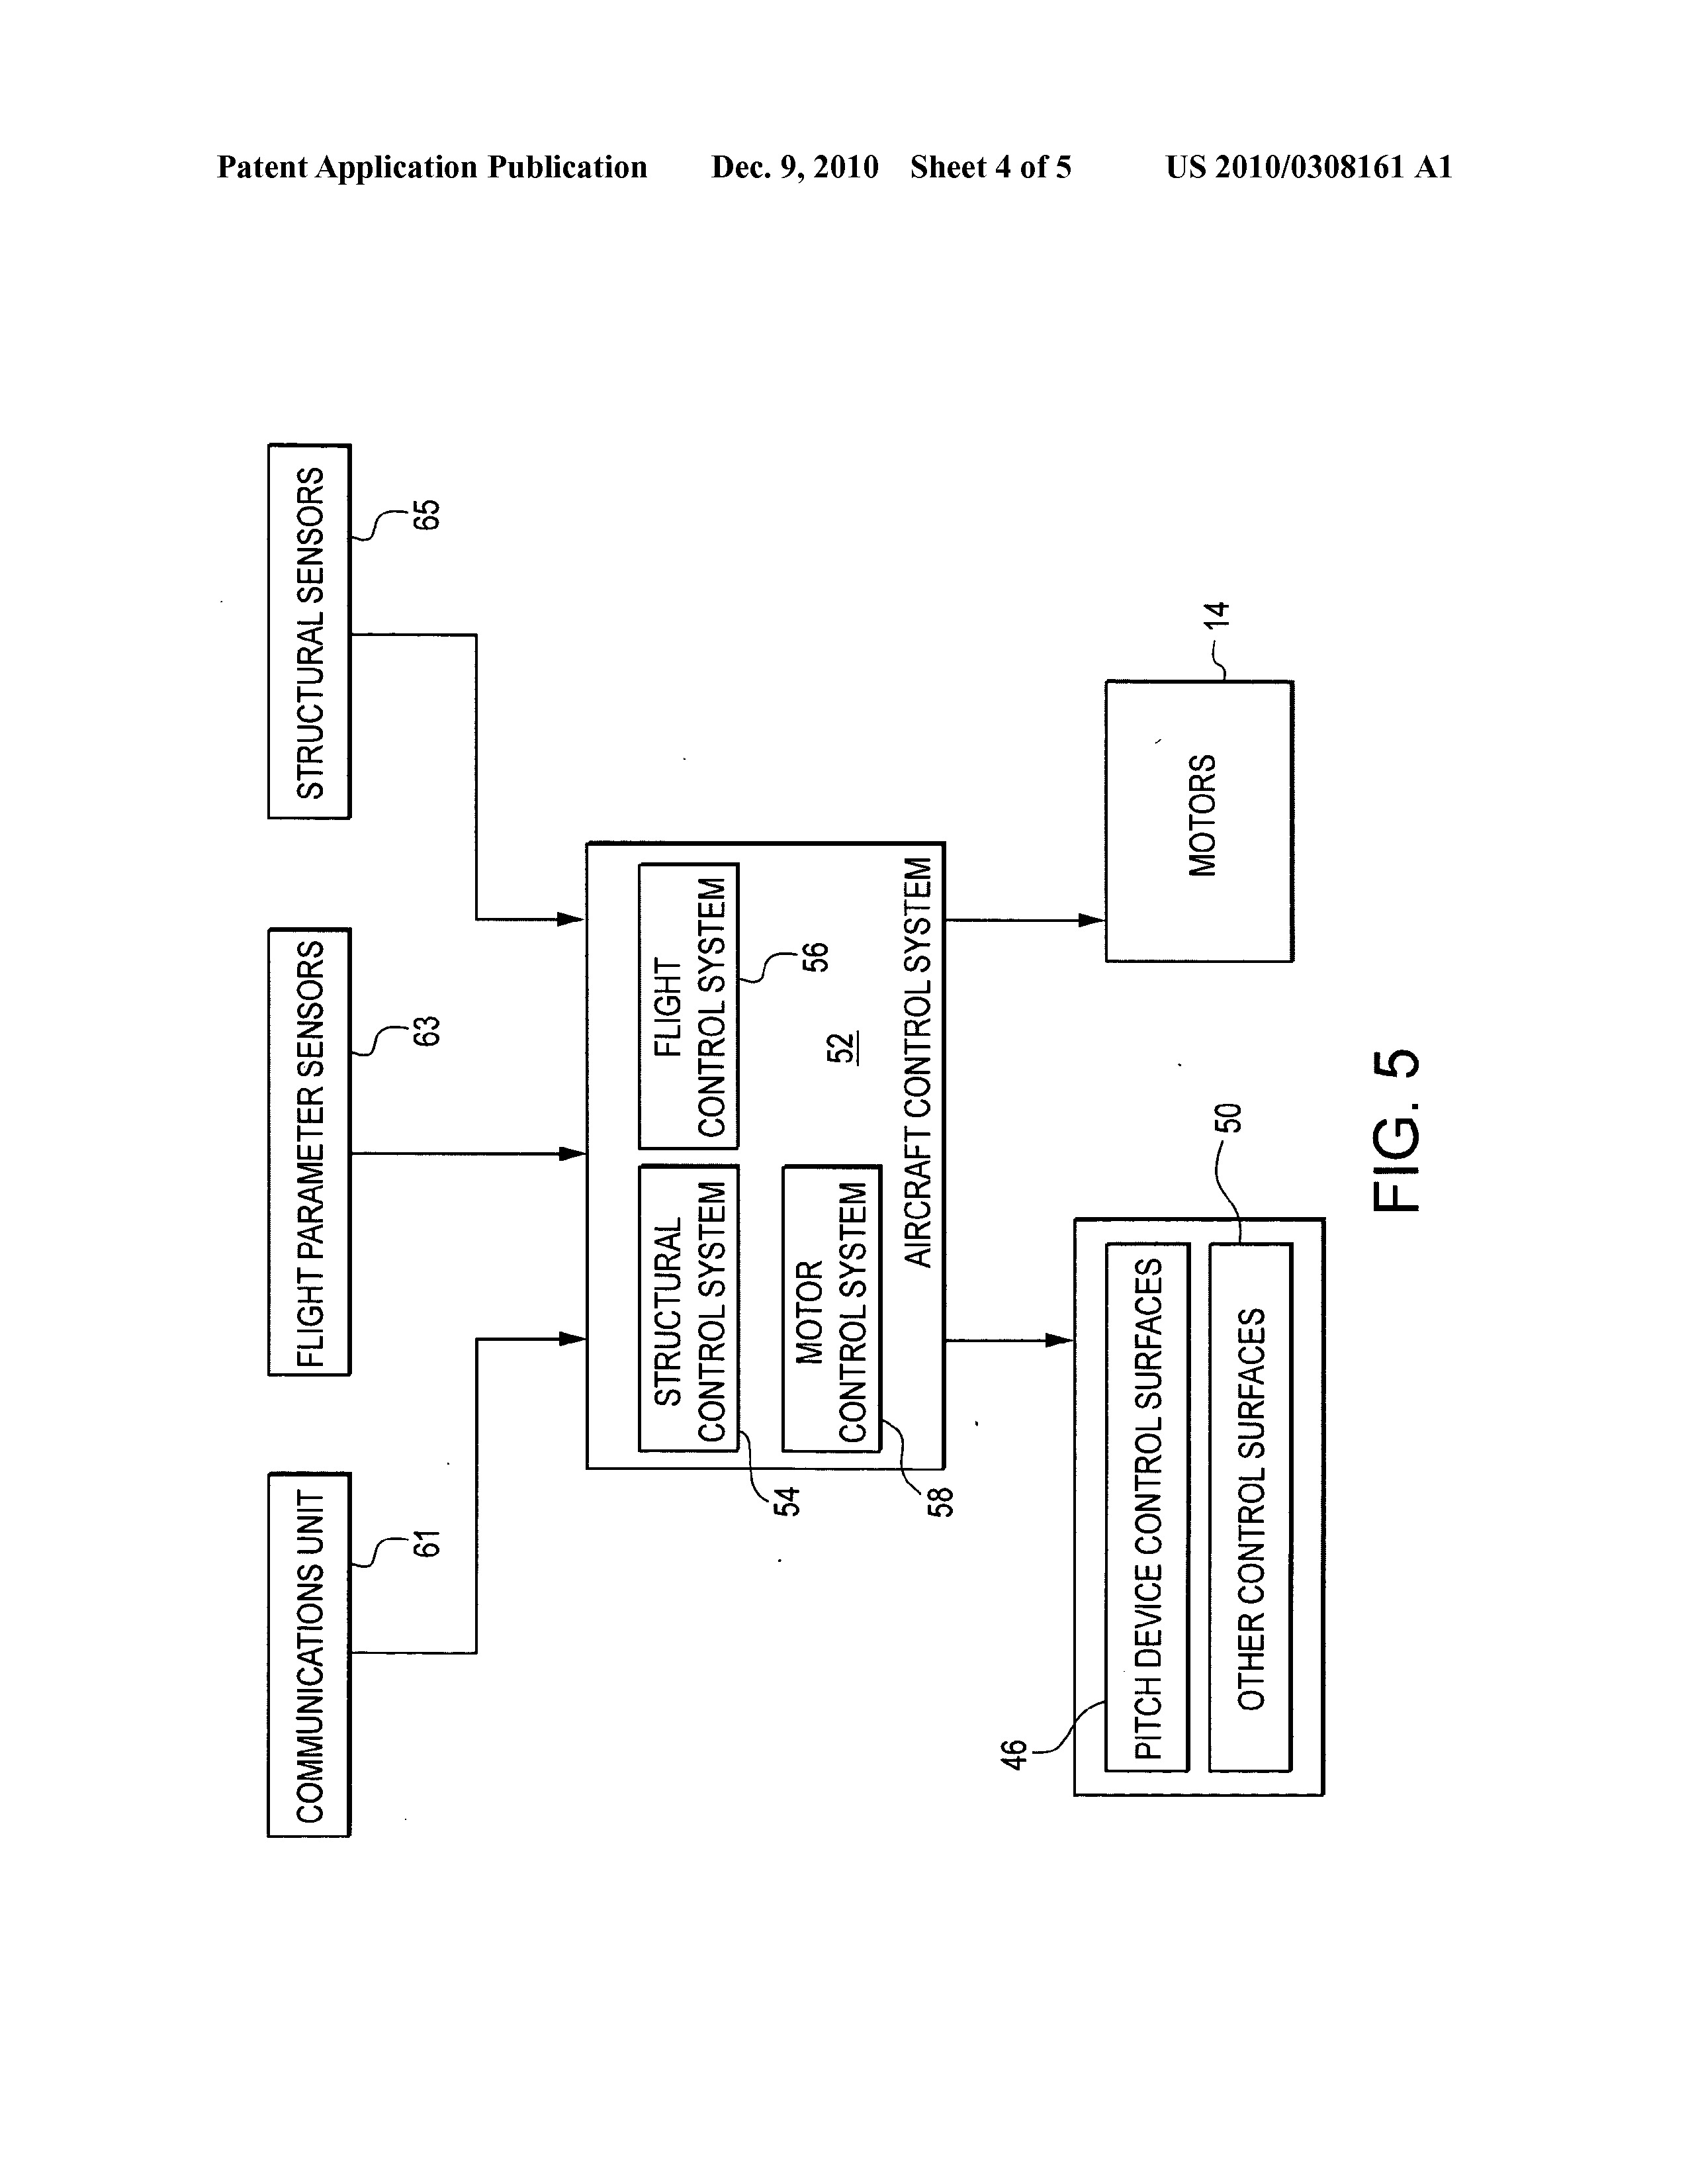 Patent Application Publication Dec. 9, 2010 Sheet 4 of 5 US 2010/0308161 A1
COMMUNICATIONS UNIT
61
FLIGHT PARAMETER SENSORS
63
STRUCTURAL SENSORS
65
STRUCTURAL
CONTROL SYSTEM
54
FLIGHT
CONTROL SYSTEM
56
MOTOR
CONTROL SYSTEM
58
52
AIRCRAFT CONTROL SYSTEM
46
PITCH DEVICE CONTROL SURFACES
OTHER CONTROL SURFACES
50
MOTORS
14
FIG. 5